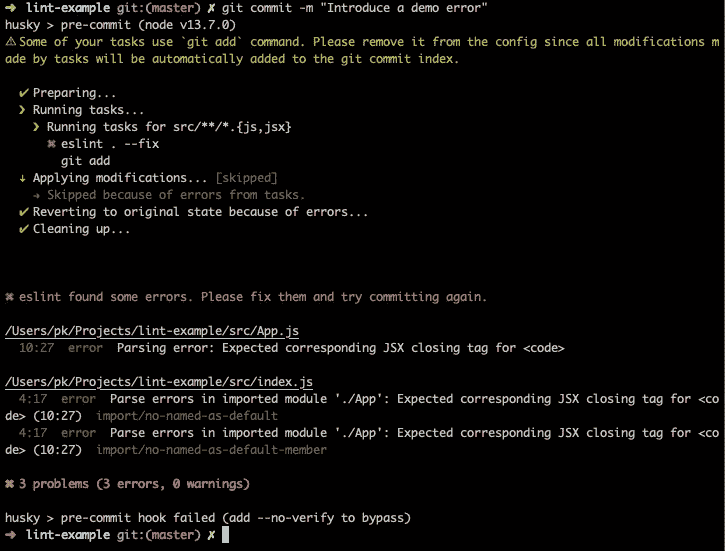 ➜ lint-example git:(master) ✗ git commit -m "Introduce a demo error"
husky > pre-commit (node v13.7.0)
⚠ Some of your tasks use `git add` command. Please remove it from the config since all modifications m
ade by tasks will be automatically added to the git commit index.
✔ Preparing...
❯ Running tasks...
❯ Running tasks for src/**/*.{js,jsx}
✖ eslint . --fix
git add
↓ Applying modifications... [skipped]
→ Skipped because of errors from tasks.
✔ Reverting to original state because of errors...
✔ Cleaning up...
✖ eslint found some errors. Please fix them and try committing again.
/Users/pk/Projects/lint-example/src/App.js
10:27 error Parsing error: Expected corresponding JSX closing tag for <code>
/Users/pk/Projects/lint-example/src/index.js
4:17 error Parse errors in imported module './App': Expected corresponding JSX closing tag for <co
de> (10:27) import/no-named-as-default
4:17 error Parse errors in imported module './App': Expected corresponding JSX closing tag for <co
de> (10:27) import/no-named-as-default-member
✖ 3 problems (3 errors, 0 warnings)
husky > pre-commit hook failed (add --no-verify to bypass)
➜ lint-example git:(master) ✗